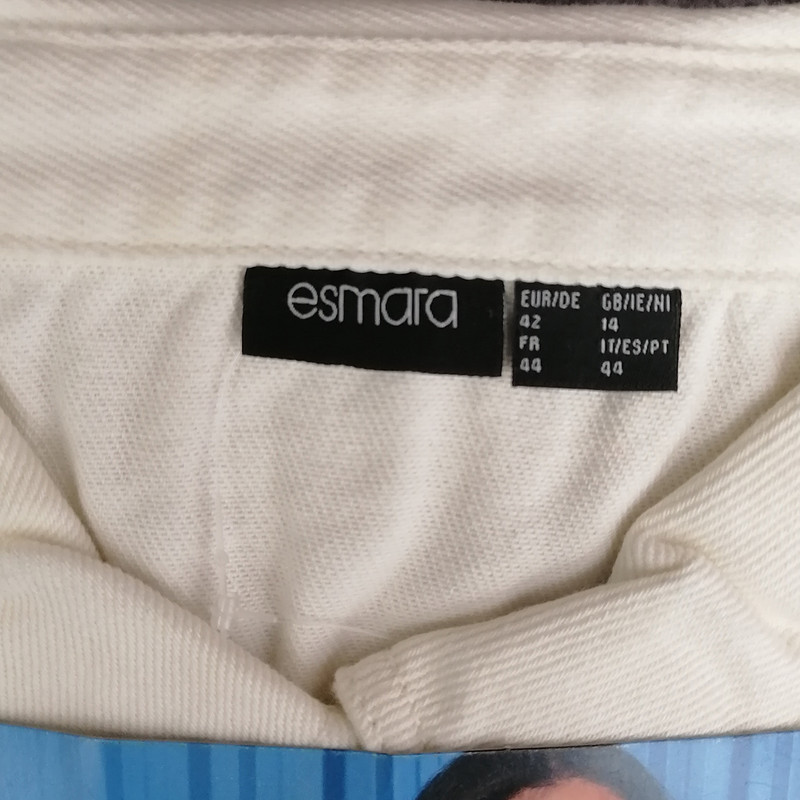 esmara
EUR/DE GB/IE/NI
42 14
FR IT/ES/PT
44 44